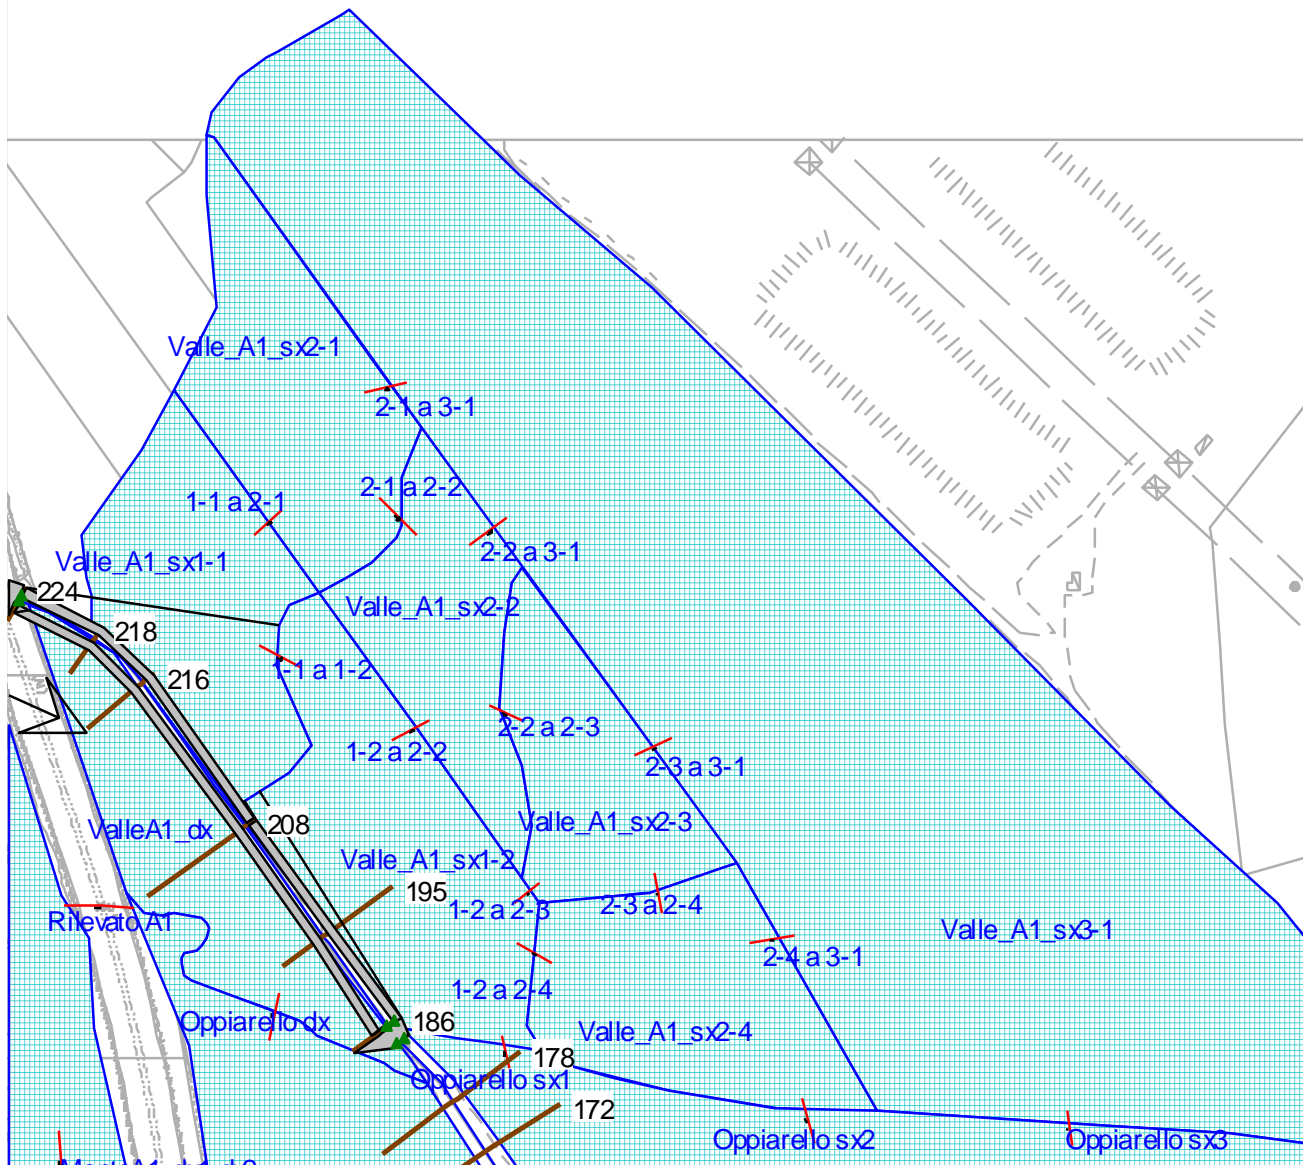 Valle_A1_sx2-1
2-1 a 3-1
2-1 a 2-2
1-1 a 2-1
2-2 a 3-1
Valle_A1_sx1-1
224
Valle_A1_sx2-2
218
1-1 a 1-2
216
2-2 a 2-3
1-2 a 2-2
2-3 a 3-1
Valle_A1_sx2-3
208
ValleA1_dx
Valle_A1_sx1-2
195
1-2 a 2-3
2-3 a 2-4
Rilevato A1
Valle_A1_sx3-1
2-4 a 3-1
1-2 a 2-4
Oppiarello dx
186
Valle_A1_sx2-4
178
Oppiarello sx1
172
Oppiarello sx2
Oppiarello sx3